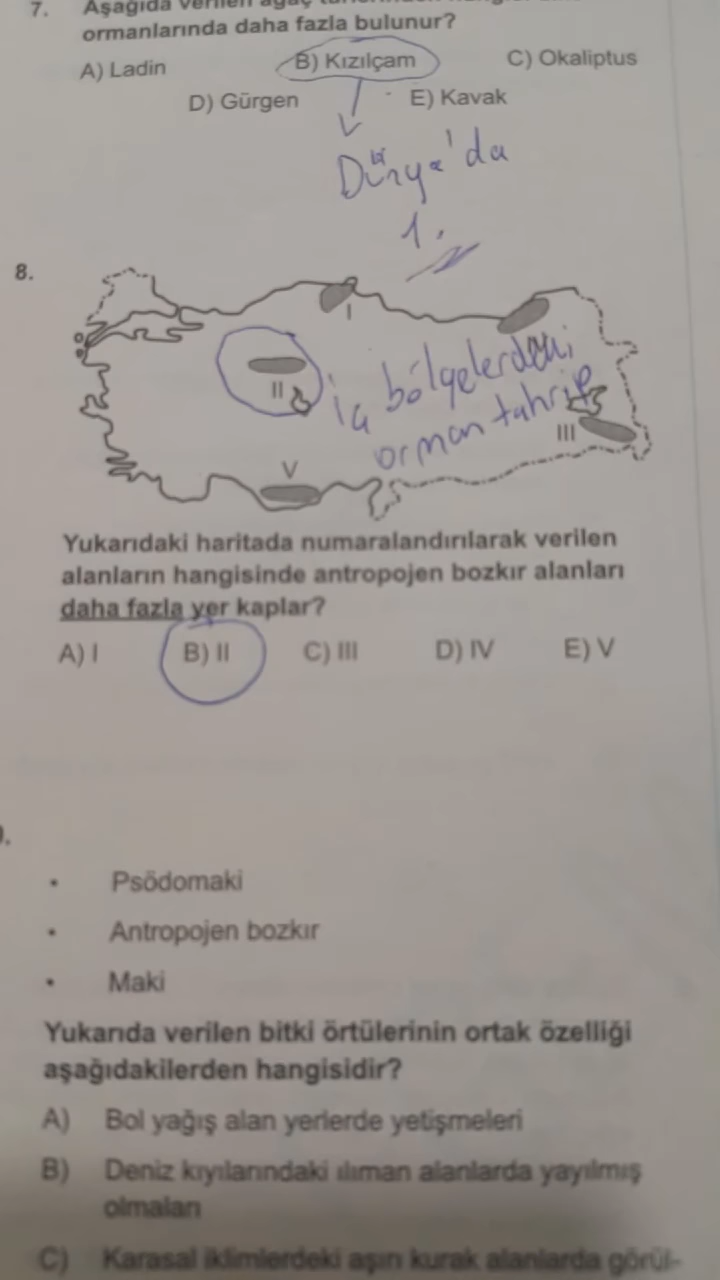 7. Aşağıda verilen ağaç
ormanlarında daha fazla bulunur?
A) Ladin B) Kızılçam C) Okaliptus
D) Gürgen E) Kavak
Dünya'da
1.
8.
I
II
III
V
İç bölgelerdeki
orman tahrip
Yukarıdaki haritada numaralandırılarak verilen
alanların hangisinde antropojen bozkır alanları
daha fazla yer kaplar?
A) I B) II C) III D) IV E) V
• Psödomaki
• Antropojen bozkır
• Maki
Yukarıda verilen bitki örtülerinin ortak özelliği
aşağıdakilerden hangisidir?
A) Bol yağış alan yerlerde yetişmeleri
B) Deniz kıyılarındaki ılıman alanlarda yayılmış
olmaları
C) Karasal iklimlerdeki aşırı kurak alanlarda görül-